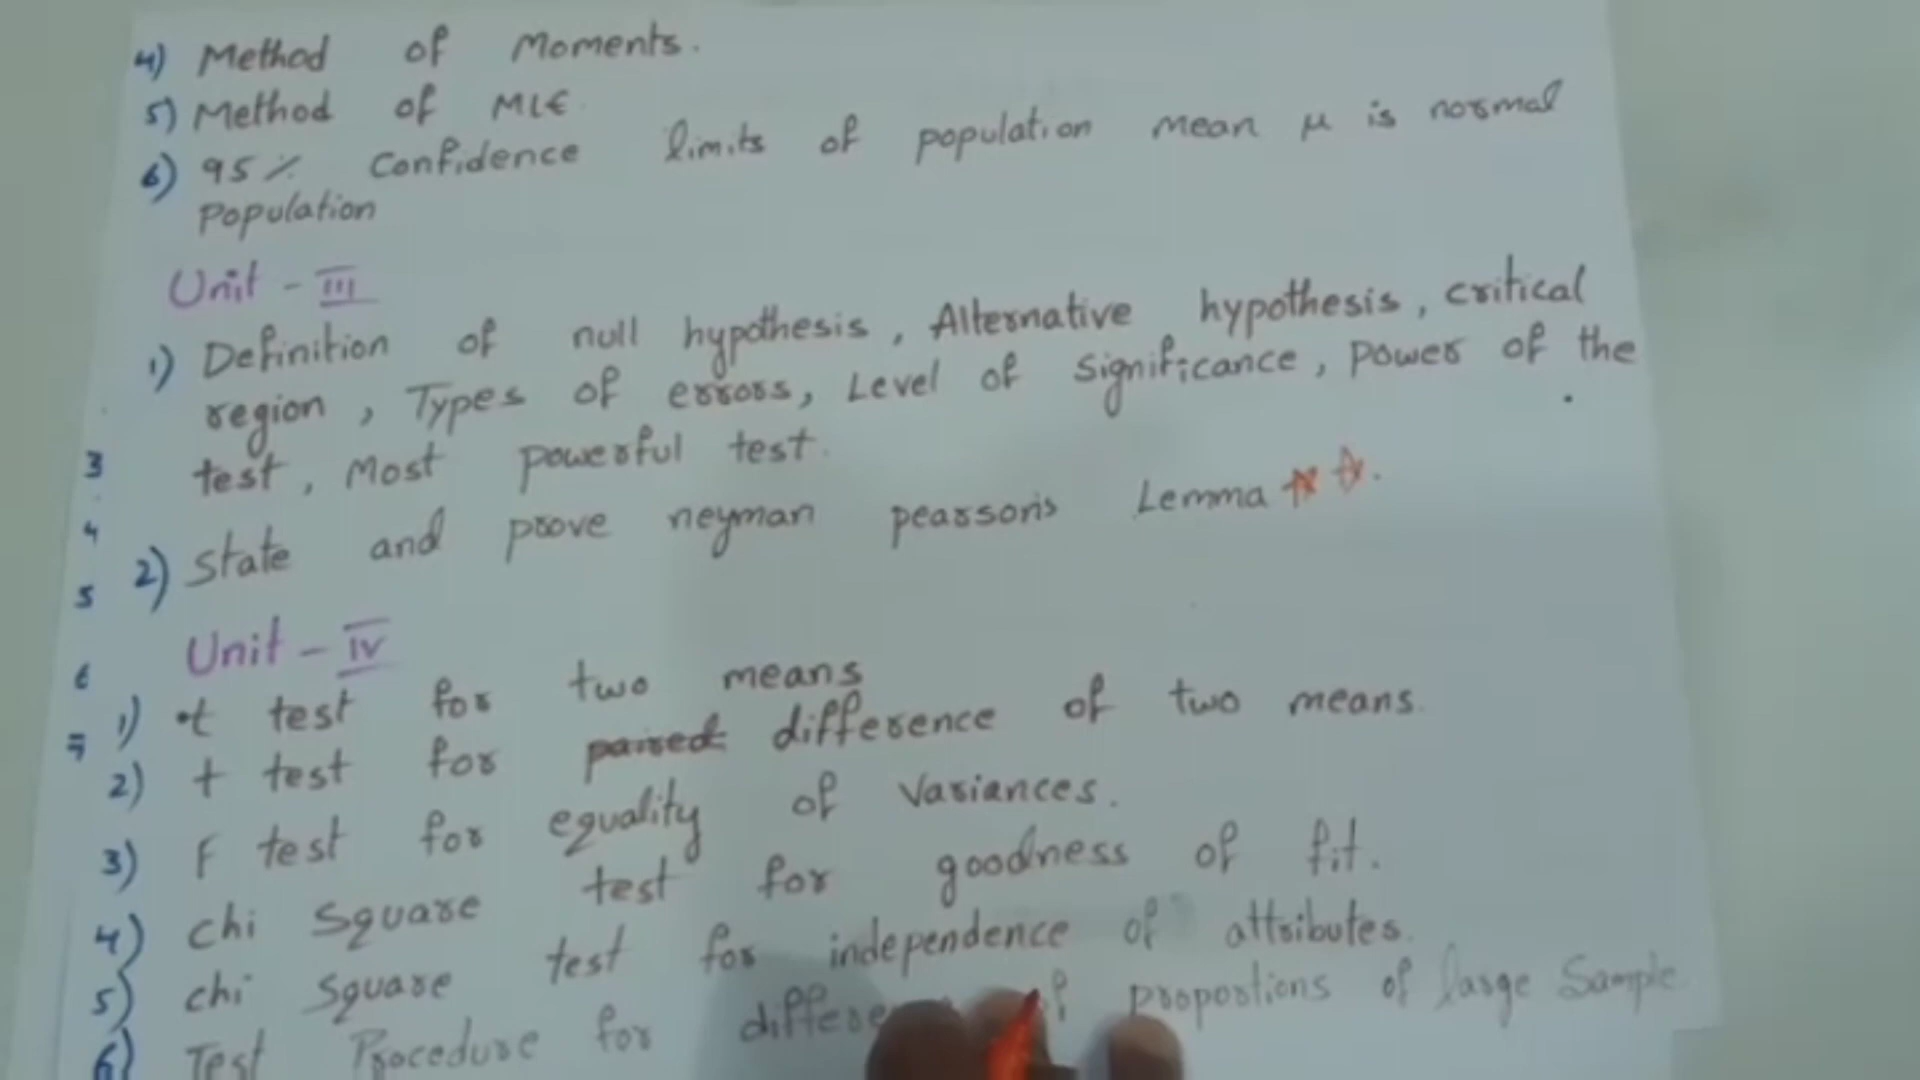 4) Method of Moments.
5) Method of MLE
6) 95% Confidence limits of population mean μ is normal
population
Unit - III
1) Definition of null hypothesis, Alternative hypothesis, critical
region, Types of errors, Level of significance, power of the
test, Most powerful test.
2) State and prove neyman pearson's Lemma
Unit - IV
1) t test for two means
2) t test for paired difference of two means.
3) F test for equality of variances.
4) chi square test for goodness of fit.
5) chi square test for independence of attributes.
6) Test Procedure for of proportions of large Sample
3
4
5
6
7